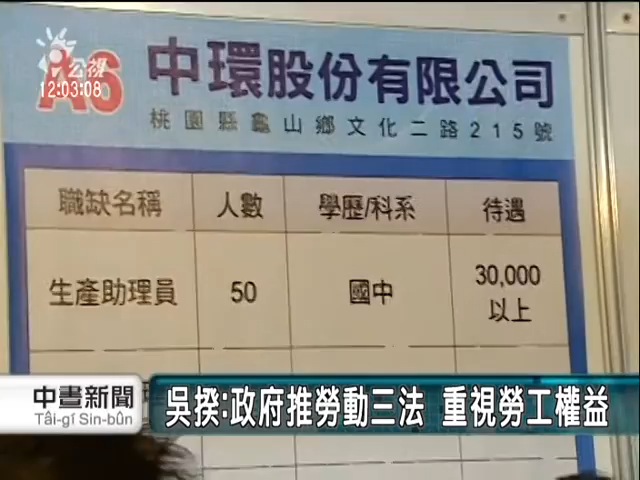 公視
12:03:08
A6
中環股份有限公司
桃園縣龜山鄉文化二路215號
職缺名稱 人數 學歷/科系 待遇
生產助理員 50 國中 30,000
以上
中晝新聞
Tâi-gí Sin-bûn
吳揆:政府推勞動三法 重視勞工權益